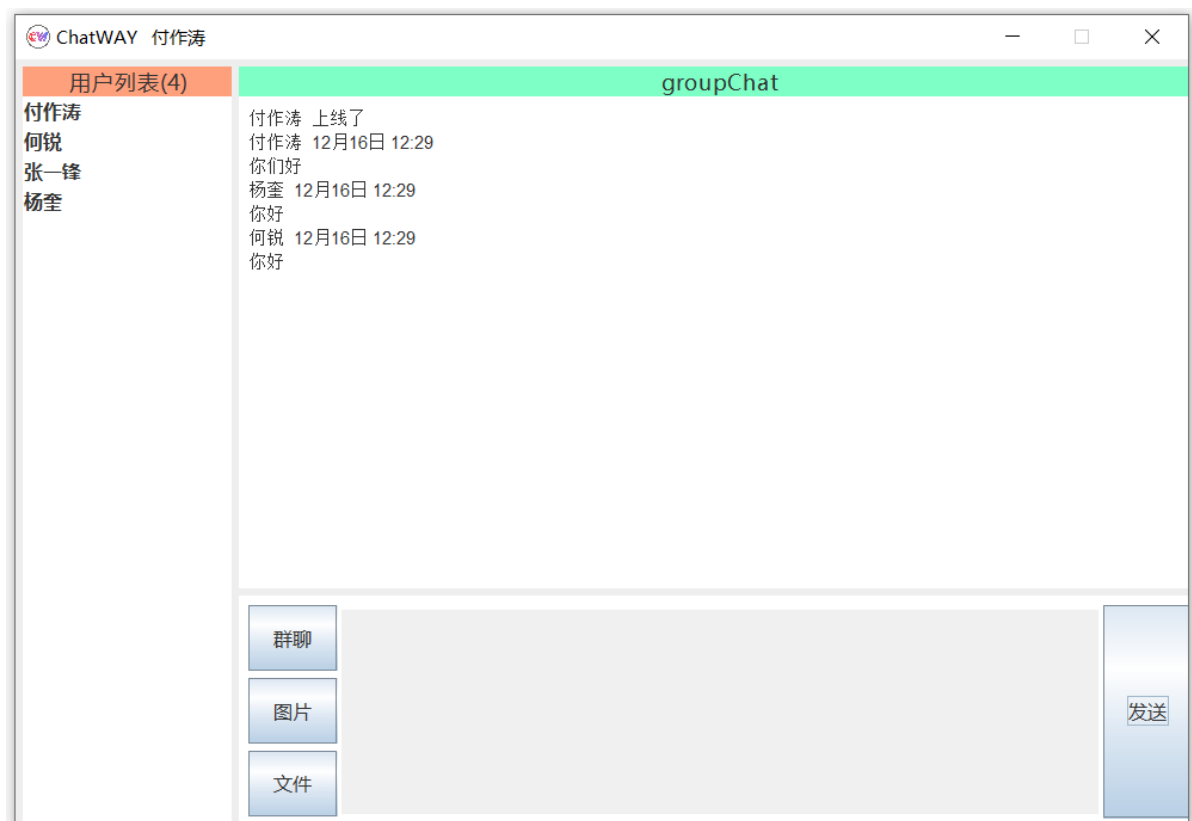 CW ChatWAY 付作涛
用户列表(4)
付作涛
何锐
张一锋
杨奎
groupChat
付作涛 上线了
付作涛 12月16日 12:29
你们好
杨奎 12月16日 12:29
你好
何锐 12月16日 12:29
你好
群聊
图片
文件
发送